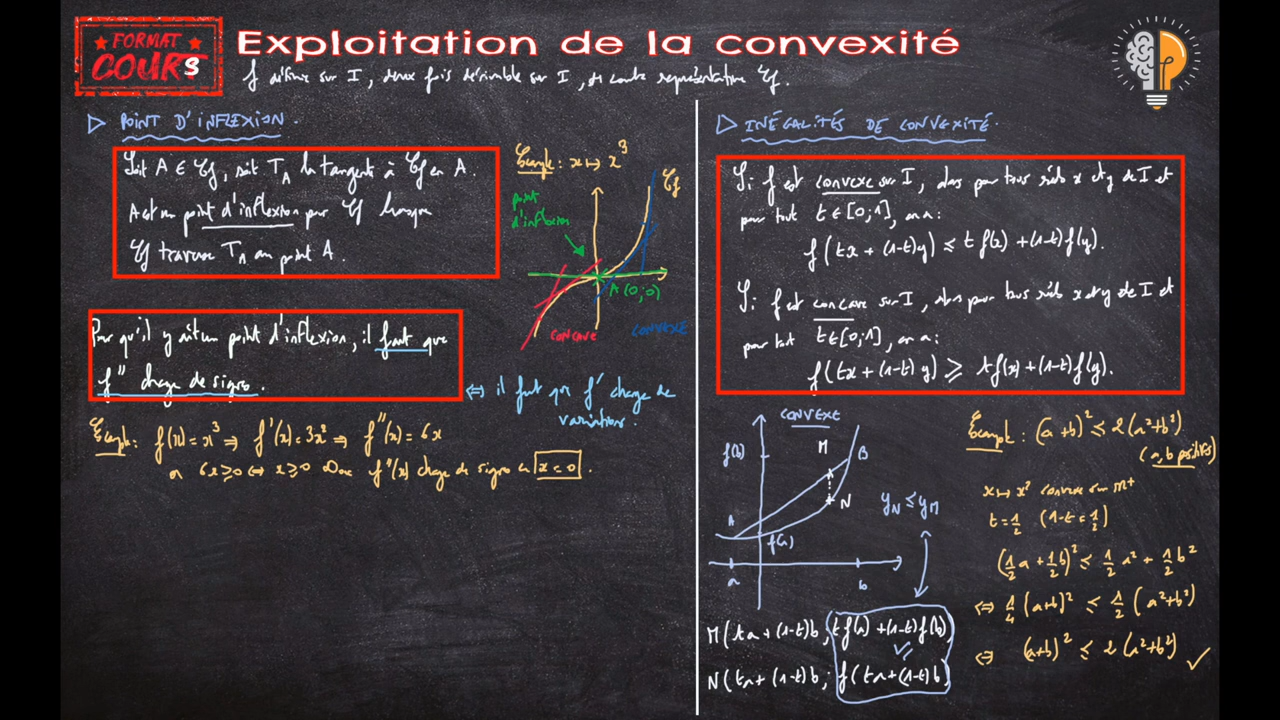 FORMAT
COURS
Exploitation de la convexité
f définie sur I, deux fois dérivable sur I, de courbe représentative Cf.
▷ POINT D'INFLEXION.
Soit A ∈ Cf, soit T_A la tangente à Cf en A.
A est un point d'inflexion pour Cf lorsque
Cf traverse T_A au point A.
Pour qu'il y ait un point d'inflexion, il faut que
f'' change de signe.
⇔ il faut que f' change de
variations.
Exemple : f(x) = x³ ⇒ f'(x) = 3x² ⇒ f''(x) = 6x
or 6x ≥ 0 ⇔ x ≥ 0 Donc f''(x) change de signe en x = 0.
Exemple : x ↦ x³
Cf
point
d'inflexion
A(0;0)
CONCAVE
CONVEXE
▷ INÉGALITÉS DE CONVEXITÉ.
Si f est convexe sur I, alors pour tous réels x et y de I et
pour tout t ∈ [0;1], on a :
f(tx + (1-t)y) ≤ t f(x) + (1-t)f(y).
Si f est concave sur I, alors pour tous réels x et y de I et
pour tout t ∈ [0;1], on a :
f(tx + (1-t)y) ≥ tf(x) + (1-t)f(y).
CONVEXE
f(b)
M
B
N
A
f(a)
a
b
y_N ≤ y_M
M(ta + (1-t)b ; tf(a) + (1-t)f(b))
N(ta + (1-t)b ; f(ta + (1-t)b)
Exemple : (a+b)² ≤ 2(a²+b²)
(a, b positifs)
x ↦ x² convexe sur ℝ⁺
t = 1/2 (1-t = 1/2)
(1/2 a + 1/2 b)² ≤ 1/2 a² + 1/2 b²
⇔ 1/4 (a+b)² ≤ 1/2 (a²+b²)
⇔ (a+b)² ≤ 2(a²+b²) ✓